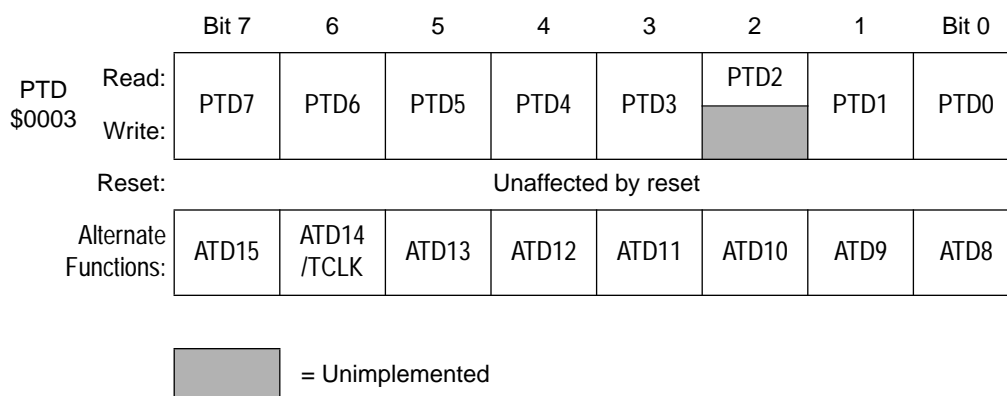 Bit 7 6 5 4 3 2 1 Bit 0
PTD
$0003
Read:
Write:
PTD7 PTD6 PTD5 PTD4 PTD3 PTD2 PTD1 PTD0
Reset: Unaffected by reset
Alternate
Functions:
ATD15 ATD14
/TCLK
ATD13 ATD12 ATD11 ATD10 ATD9 ATD8
= Unimplemented